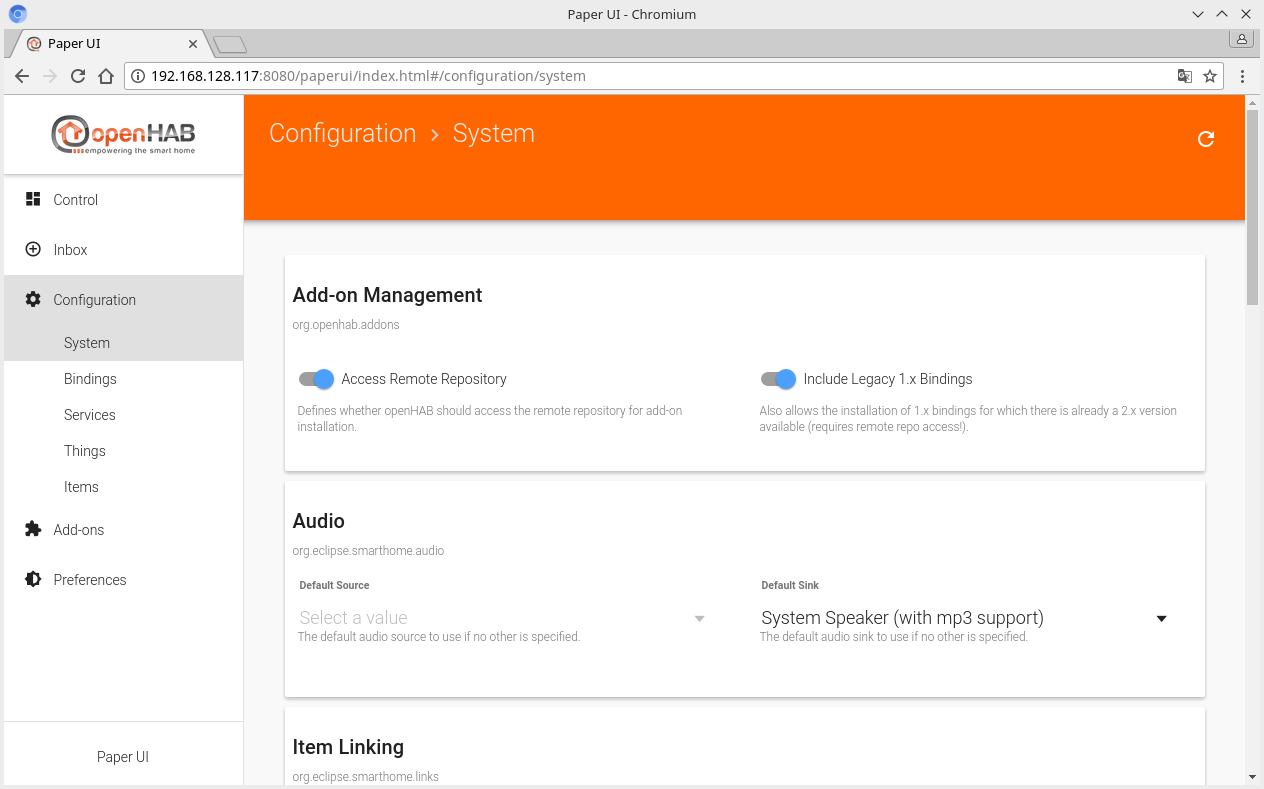 Paper UI - Chromium
Paper UI
192.168.128.117:8080/paperui/index.html#/configuration/system
openHAB
empowering the smart home
Configuration > System
Control
Inbox
Configuration
System
Bindings
Services
Things
Items
Add-ons
Preferences
Paper UI
Add-on Management
org.openhab.addons
Access Remote Repository
Defines whether openHAB should access the remote repository for add-on
installation.
Include Legacy 1.x Bindings
Also allows the installation of 1.x bindings for which there is already a 2.x version
available (requires remote repo access!).
Audio
org.eclipse.smarthome.audio
Default Source
Select a value
The default audio source to use if no other is specified.
Default Sink
System Speaker (with mp3 support)
The default audio sink to use if no other is specified.
Item Linking
org.eclipse.smarthome.links